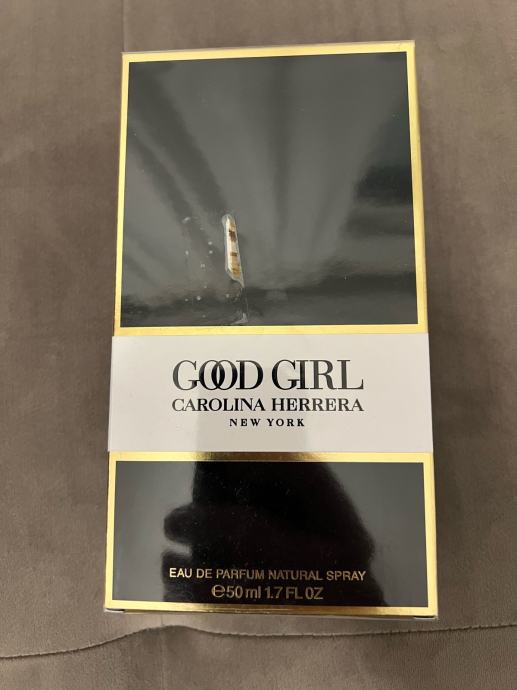 GOOD GIRL
CAROLINA HERRERA
NEW YORK
EAU DE PARFUM NATURAL SPRAY
℮50 ml 1.7 FL OZ